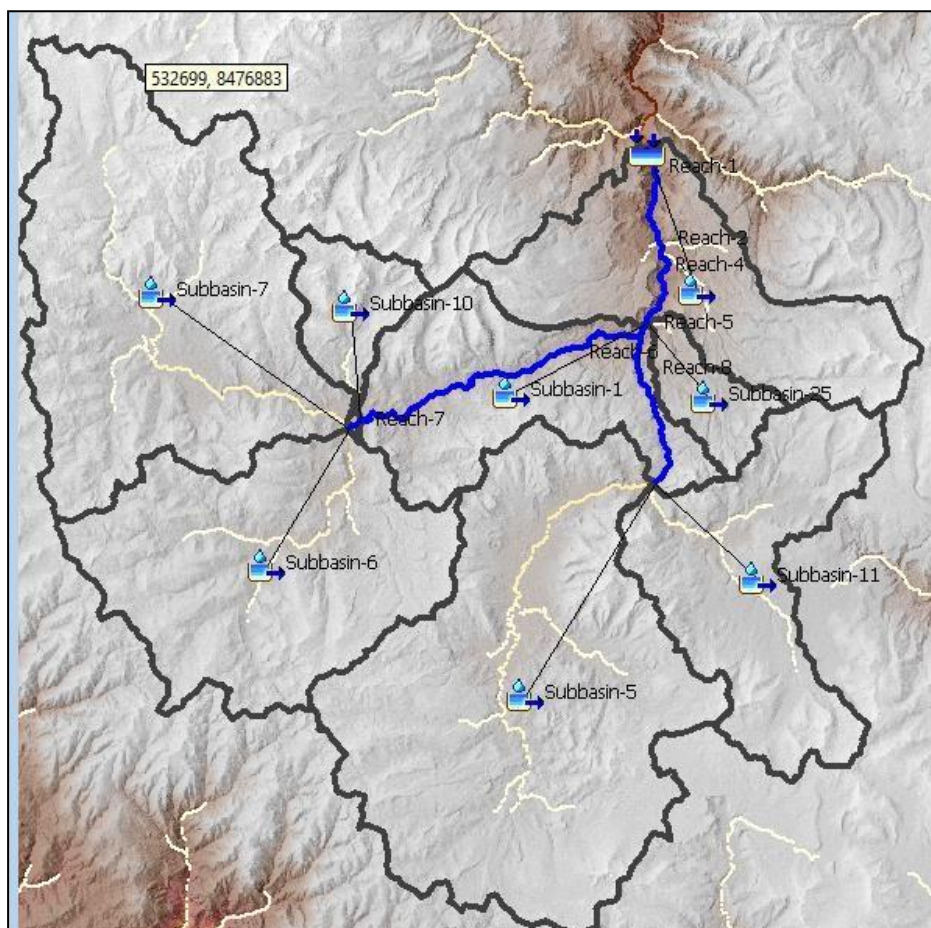 532699, 8476883
Reach-1
Reach-2
Reach-4
Subbasin-7
Subbasin-10
Reach-5
Reach-6
Reach-8
Subbasin-1
Subbasin-25
Reach-7
Subbasin-6
Subbasin-11
Subbasin-5